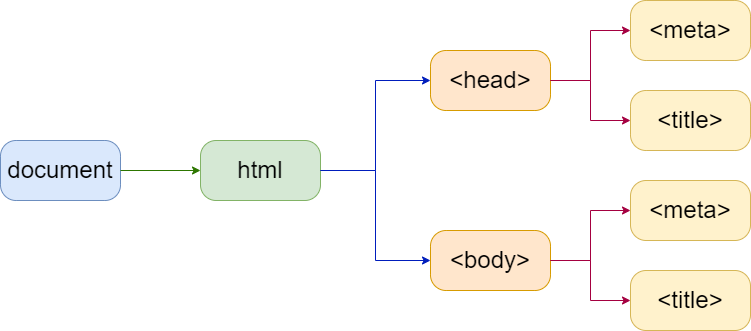 document
html
<head>
<meta>
<title>
<body>
<meta>
<title>